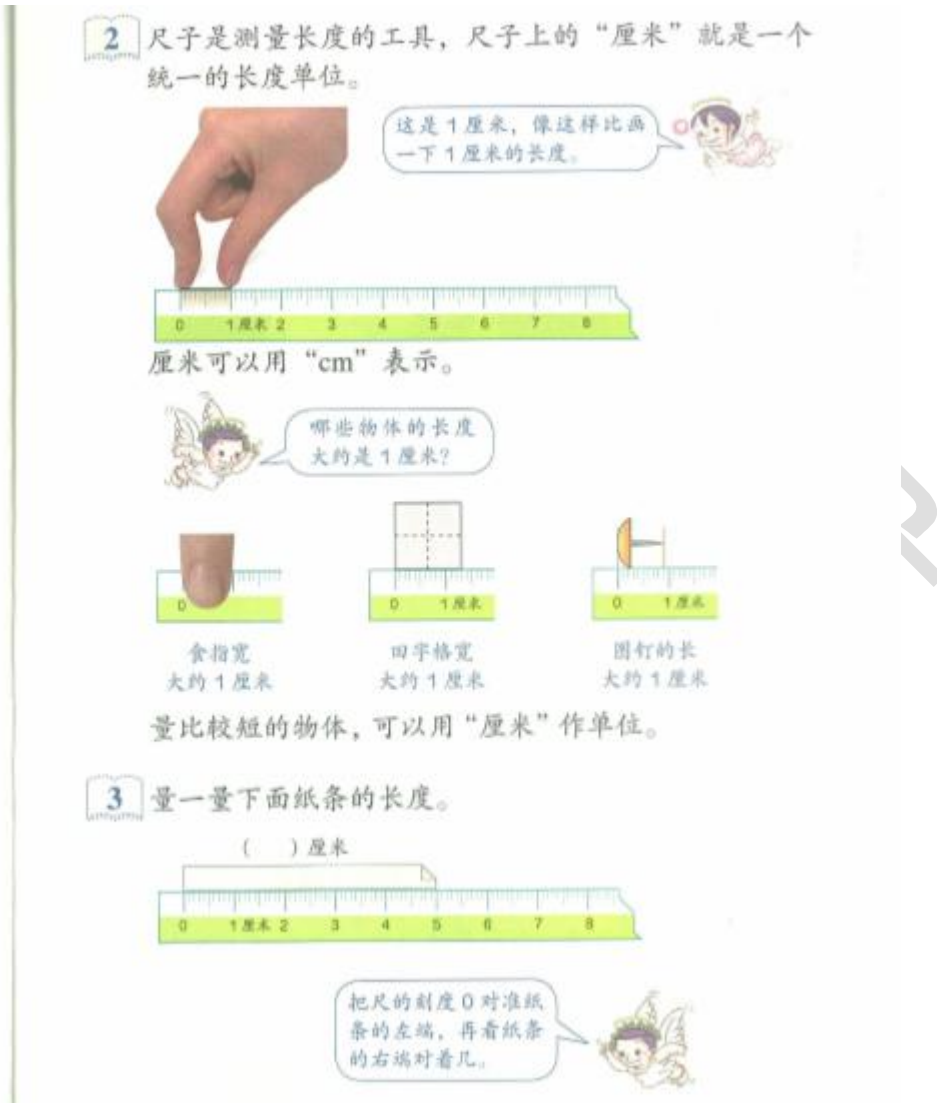 2 尺子是测量长度的工具，尺子上的“厘米”就是一个
统一的长度单位。
这是1厘米，像这样比画
一下1厘米的长度。
0 1厘米 2 3 4 5 6 7 8
厘米可以用“cm”表示。
哪些物体的长度
大约是1厘米？
0
0 1厘米
0 1厘米
食指宽
大约1厘米
田字格宽
大约1厘米
图钉的长
大约1厘米
量比较短的物体，可以用“厘米”作单位。
3 量一量下面纸条的长度。
（ ）厘米
0 1厘米 2 3 4 5 6 7 8
把尺的刻度0对准纸
条的左端，再看纸条
的右端对着几。